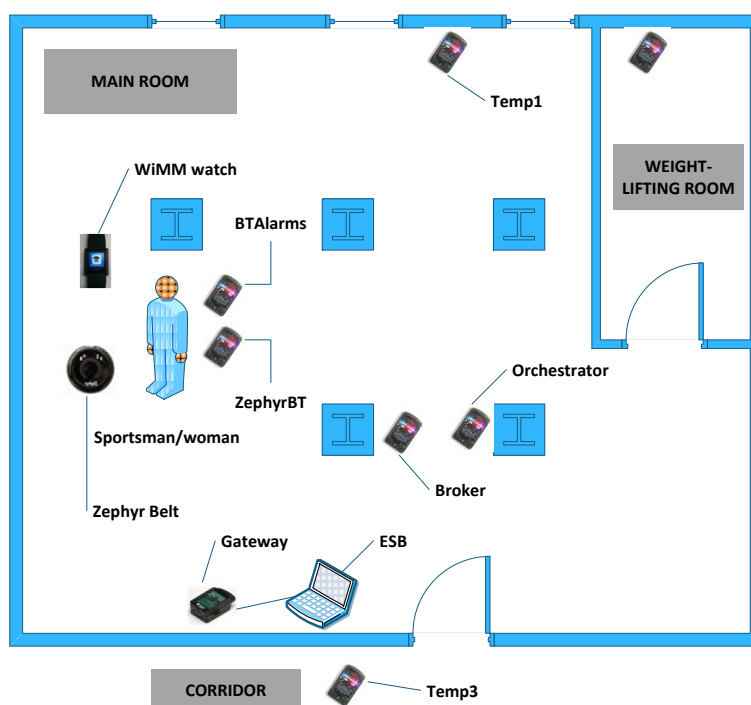 MAIN ROOM
Temp1
WiMM watch
WEIGHT-
LIFTING ROOM
BTAlarms
Orchestrator
ZephyrBT
Sportsman/woman
Broker
Zephyr Belt
Gateway
ESB
CORRIDOR
Temp3